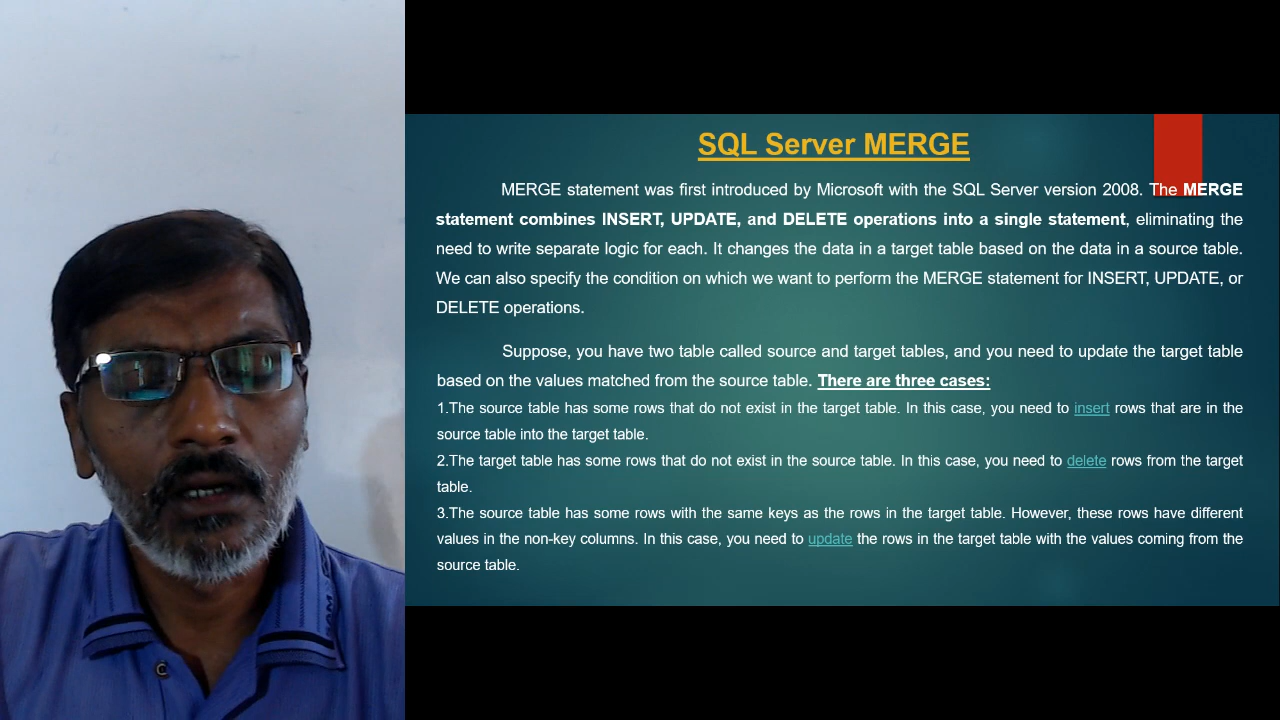 SQL Server MERGE
MERGE statement was first introduced by Microsoft with the SQL Server version 2008. The MERGE
statement combines INSERT, UPDATE, and DELETE operations into a single statement, eliminating the
need to write separate logic for each. It changes the data in a target table based on the data in a source table.
We can also specify the condition on which we want to perform the MERGE statement for INSERT, UPDATE, or
DELETE operations.
Suppose, you have two table called source and target tables, and you need to update the target table
based on the values matched from the source table. There are three cases:
1.The source table has some rows that do not exist in the target table. In this case, you need to insert rows that are in the
source table into the target table.
2.The target table has some rows that do not exist in the source table. In this case, you need to delete rows from the target
table.
3.The source table has some rows with the same keys as the rows in the target table. However, these rows have different
values in the non-key columns. In this case, you need to update the rows in the target table with the values coming from the
source table.